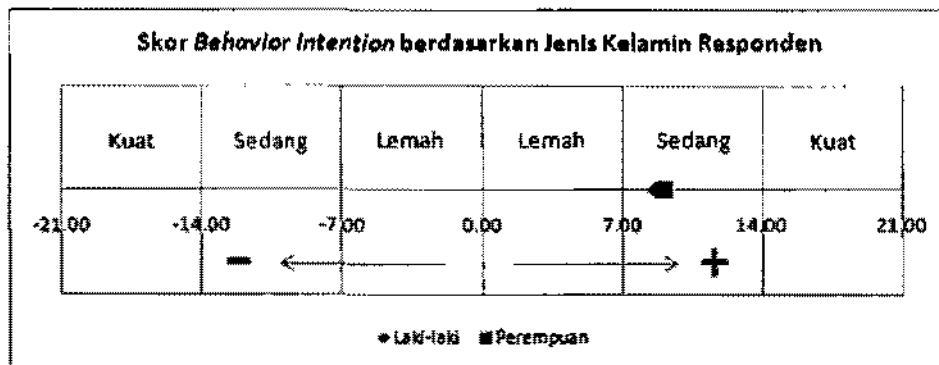 Skor Behavior Intention berdasarkan Jenis Kelamin Responden
Kuat Sedang Lemah Lemah Sedang Kuat
-21.00 -14.00 -7.00 0.00 7.00 14.00 21.00
- +
Laki-laki Perempuan